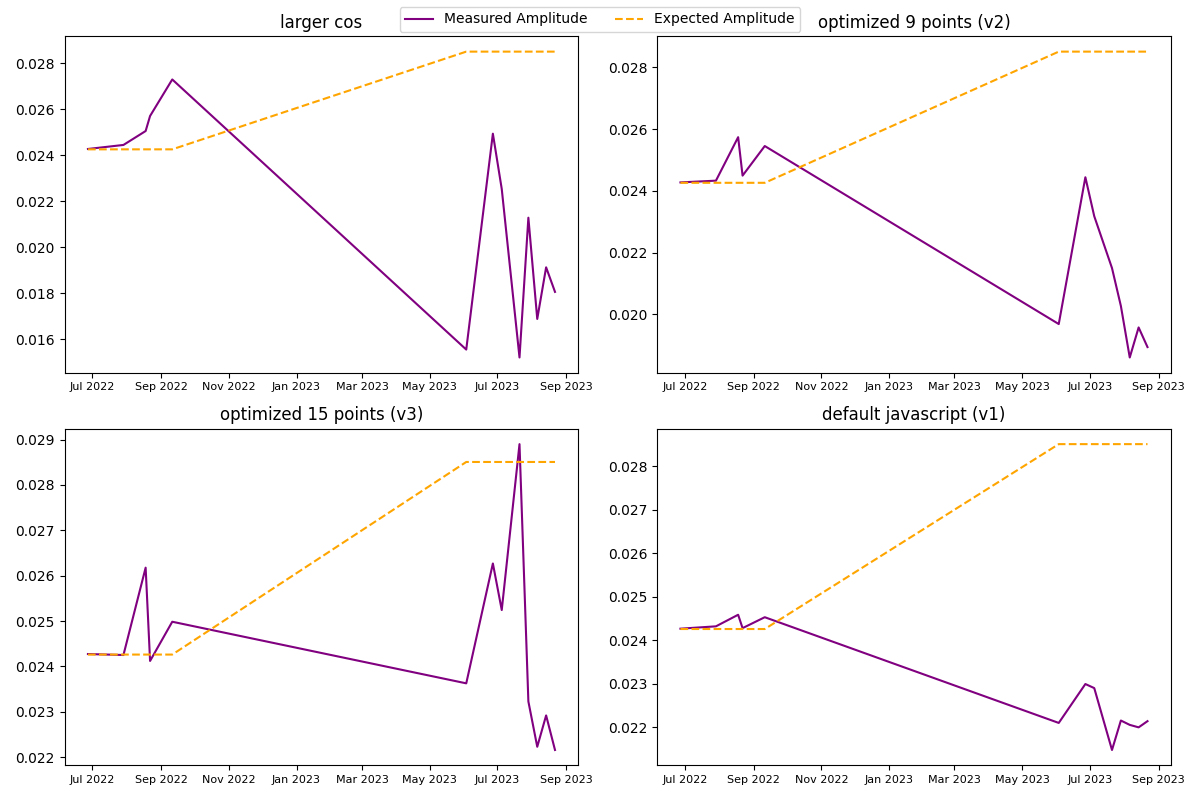 Measured Amplitude
Expected Amplitude
larger cos
0.028
0.026
0.024
0.022
0.020
0.018
0.016
Jul 2022 Sep 2022 Nov 2022 Jan 2023 Mar 2023 May 2023 Jul 2023 Sep 2023
optimized 9 points (v2)
0.028
0.026
0.024
0.022
0.020
Jul 2022 Sep 2022 Nov 2022 Jan 2023 Mar 2023 May 2023 Jul 2023 Sep 2023
optimized 15 points (v3)
0.029
0.028
0.027
0.026
0.025
0.024
0.023
0.022
Jul 2022 Sep 2022 Nov 2022 Jan 2023 Mar 2023 May 2023 Jul 2023 Sep 2023
default javascript (v1)
0.028
0.027
0.026
0.025
0.024
0.023
0.022
Jul 2022 Sep 2022 Nov 2022 Jan 2023 Mar 2023 May 2023 Jul 2023 Sep 2023